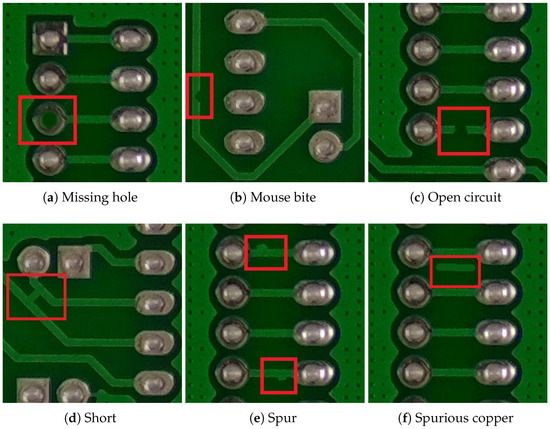 (a) Missing hole
(b) Mouse bite
(c) Open circuit
(d) Short
(e) Spur
(f) Spurious copper